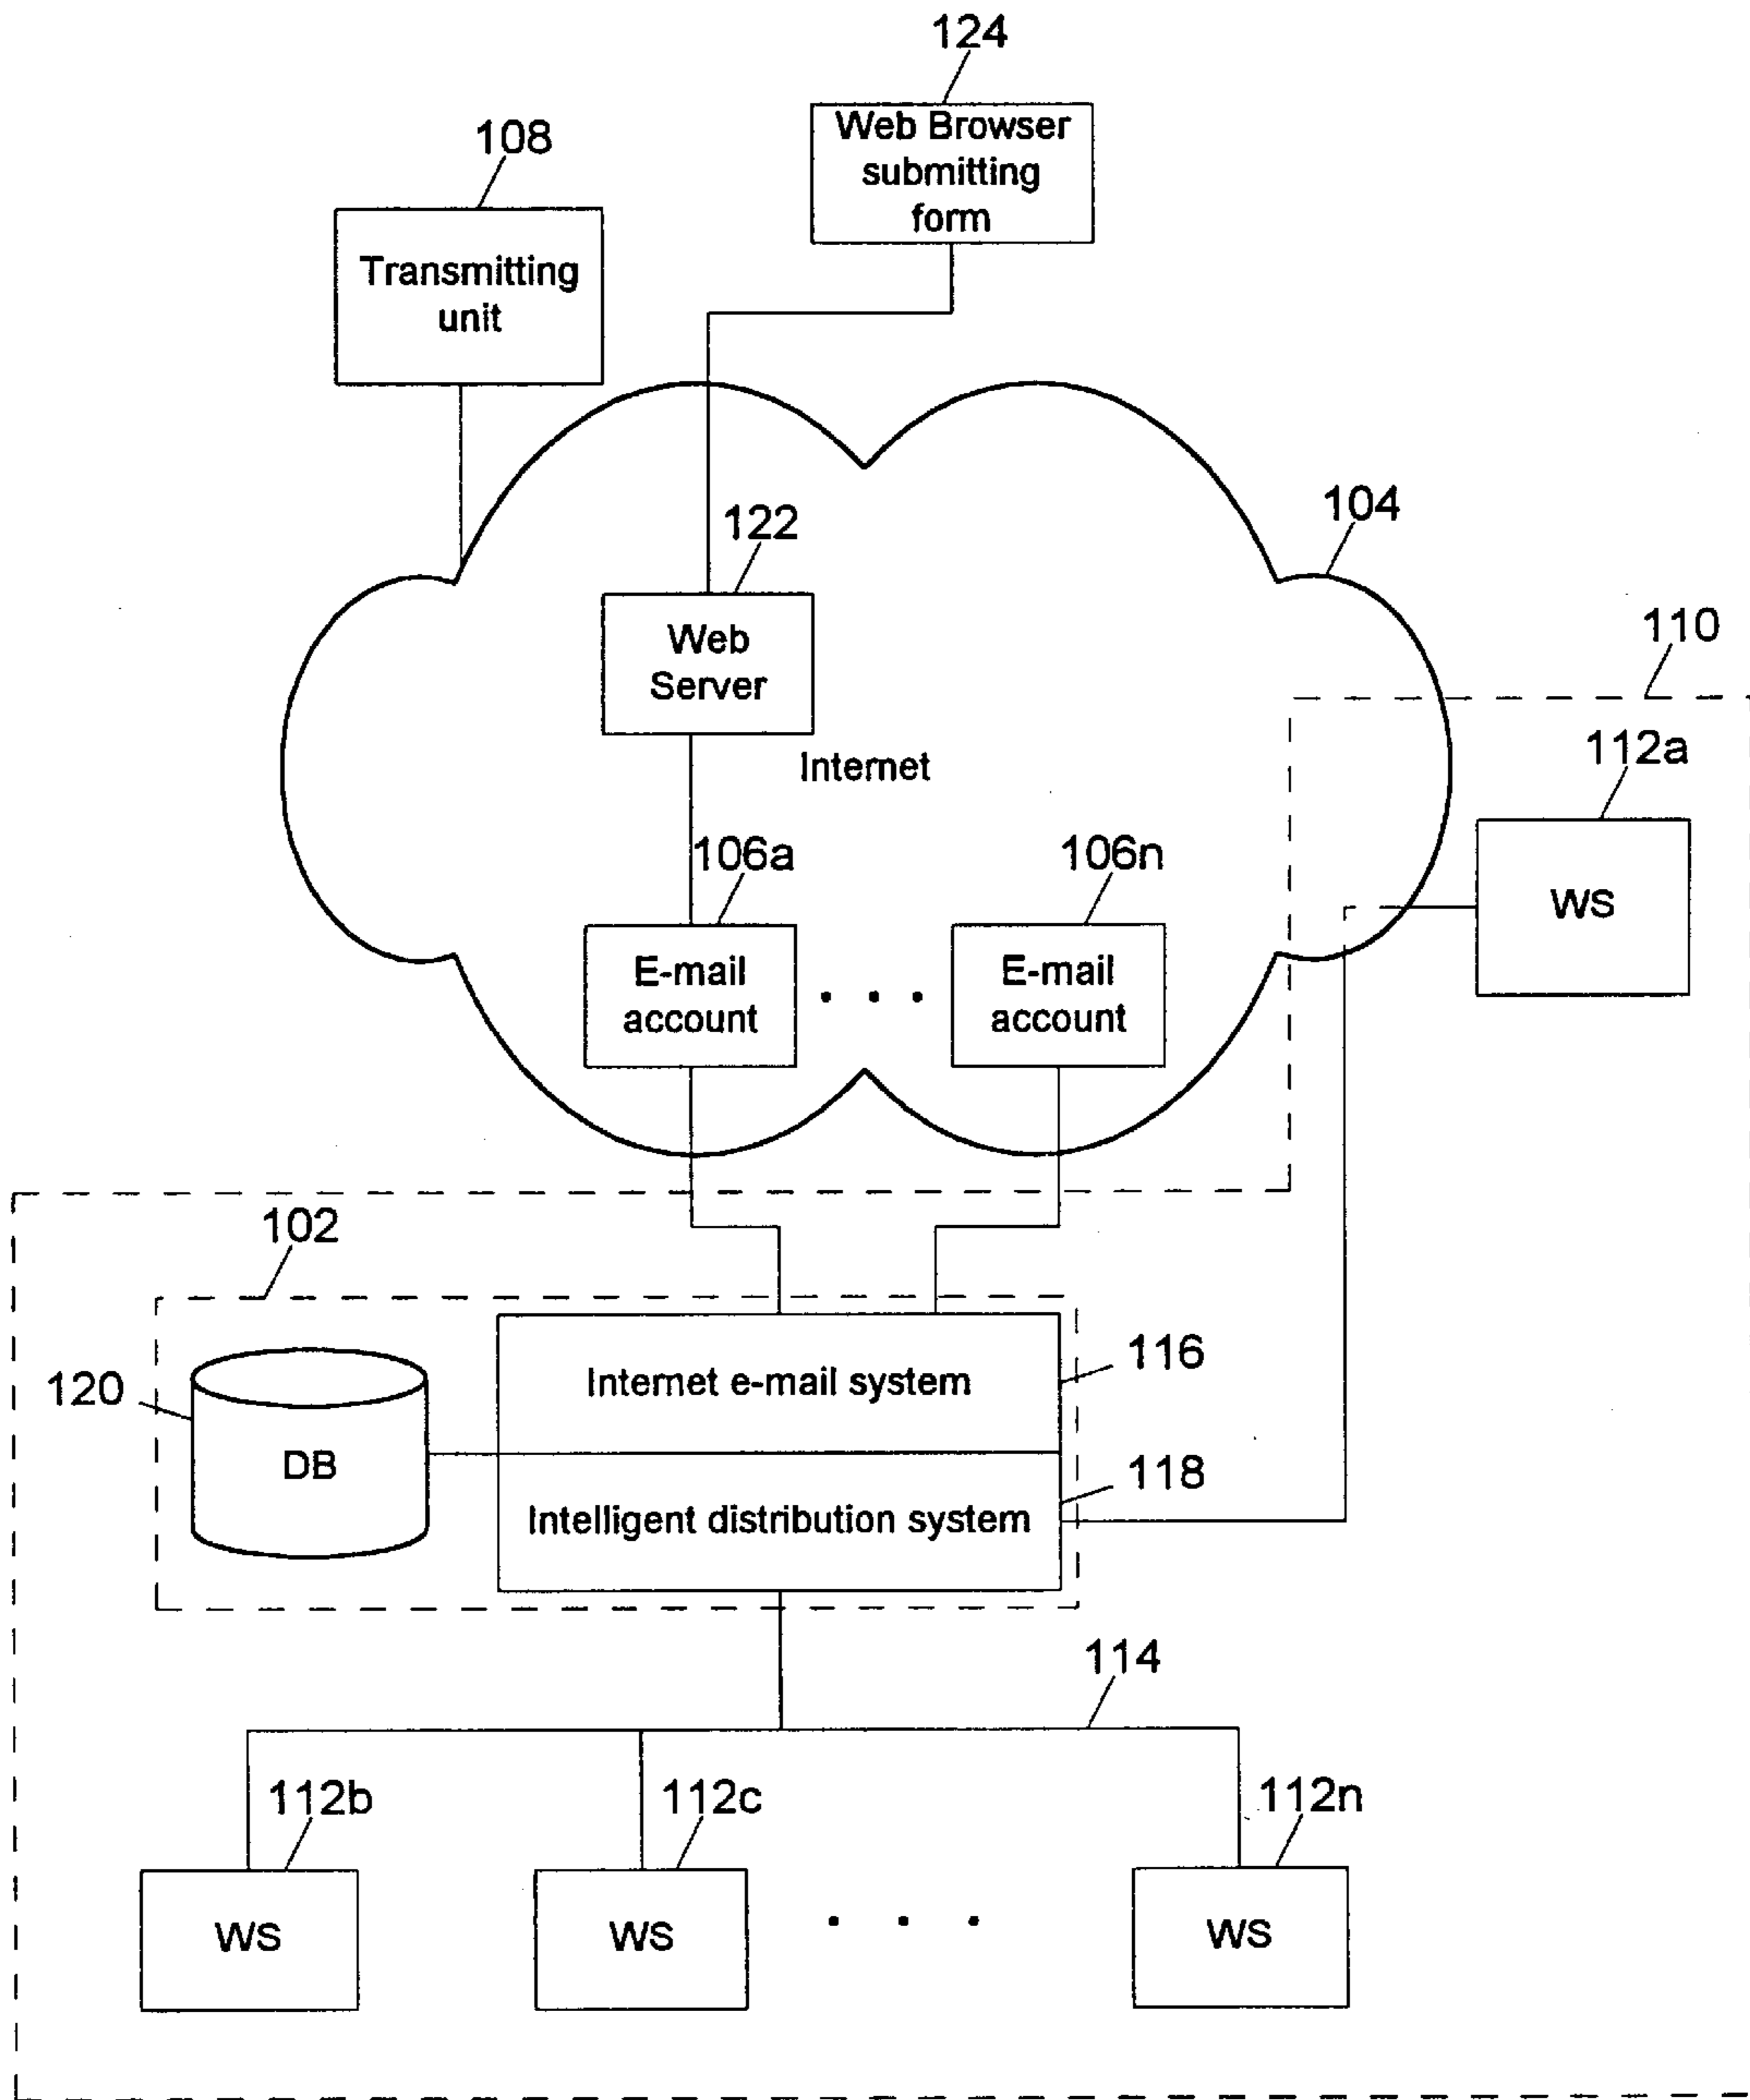 124
Web Browser
submitting
form
108
Transmitting
unit
122
Web
Server
104
Internet
110
112a
WS
106a
E-mail
account
. . .
106n
E-mail
account
102
120
DB
Internet e-mail system
116
Intelligent distribution system
118
114
112b
WS
112c
WS
. . .
112n
WS